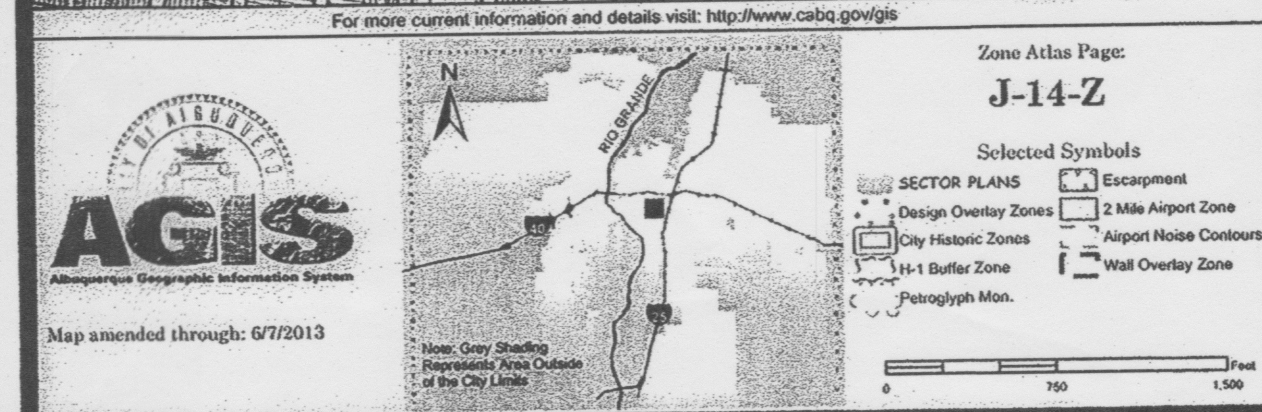 For more current information and details visit: http://www.cabq.gov/gis
CITY OF ALBUQUERQUE
AGIS
Albuquerque Geographic Information System
Map amended through: 6/7/2013
N
RIO GRANDE
40
25
Note: Grey Shading
Represents Area Outside
of the City Limits
Zone Atlas Page:
J-14-Z
Selected Symbols
SECTOR PLANS
Design Overlay Zones
City Historic Zones
H-1 Buffer Zone
Petroglyph Mon.
Escarpment
2 Mile Airport Zone
Airport Noise Contours
Wall Overlay Zone
Feet
0 750 1,500